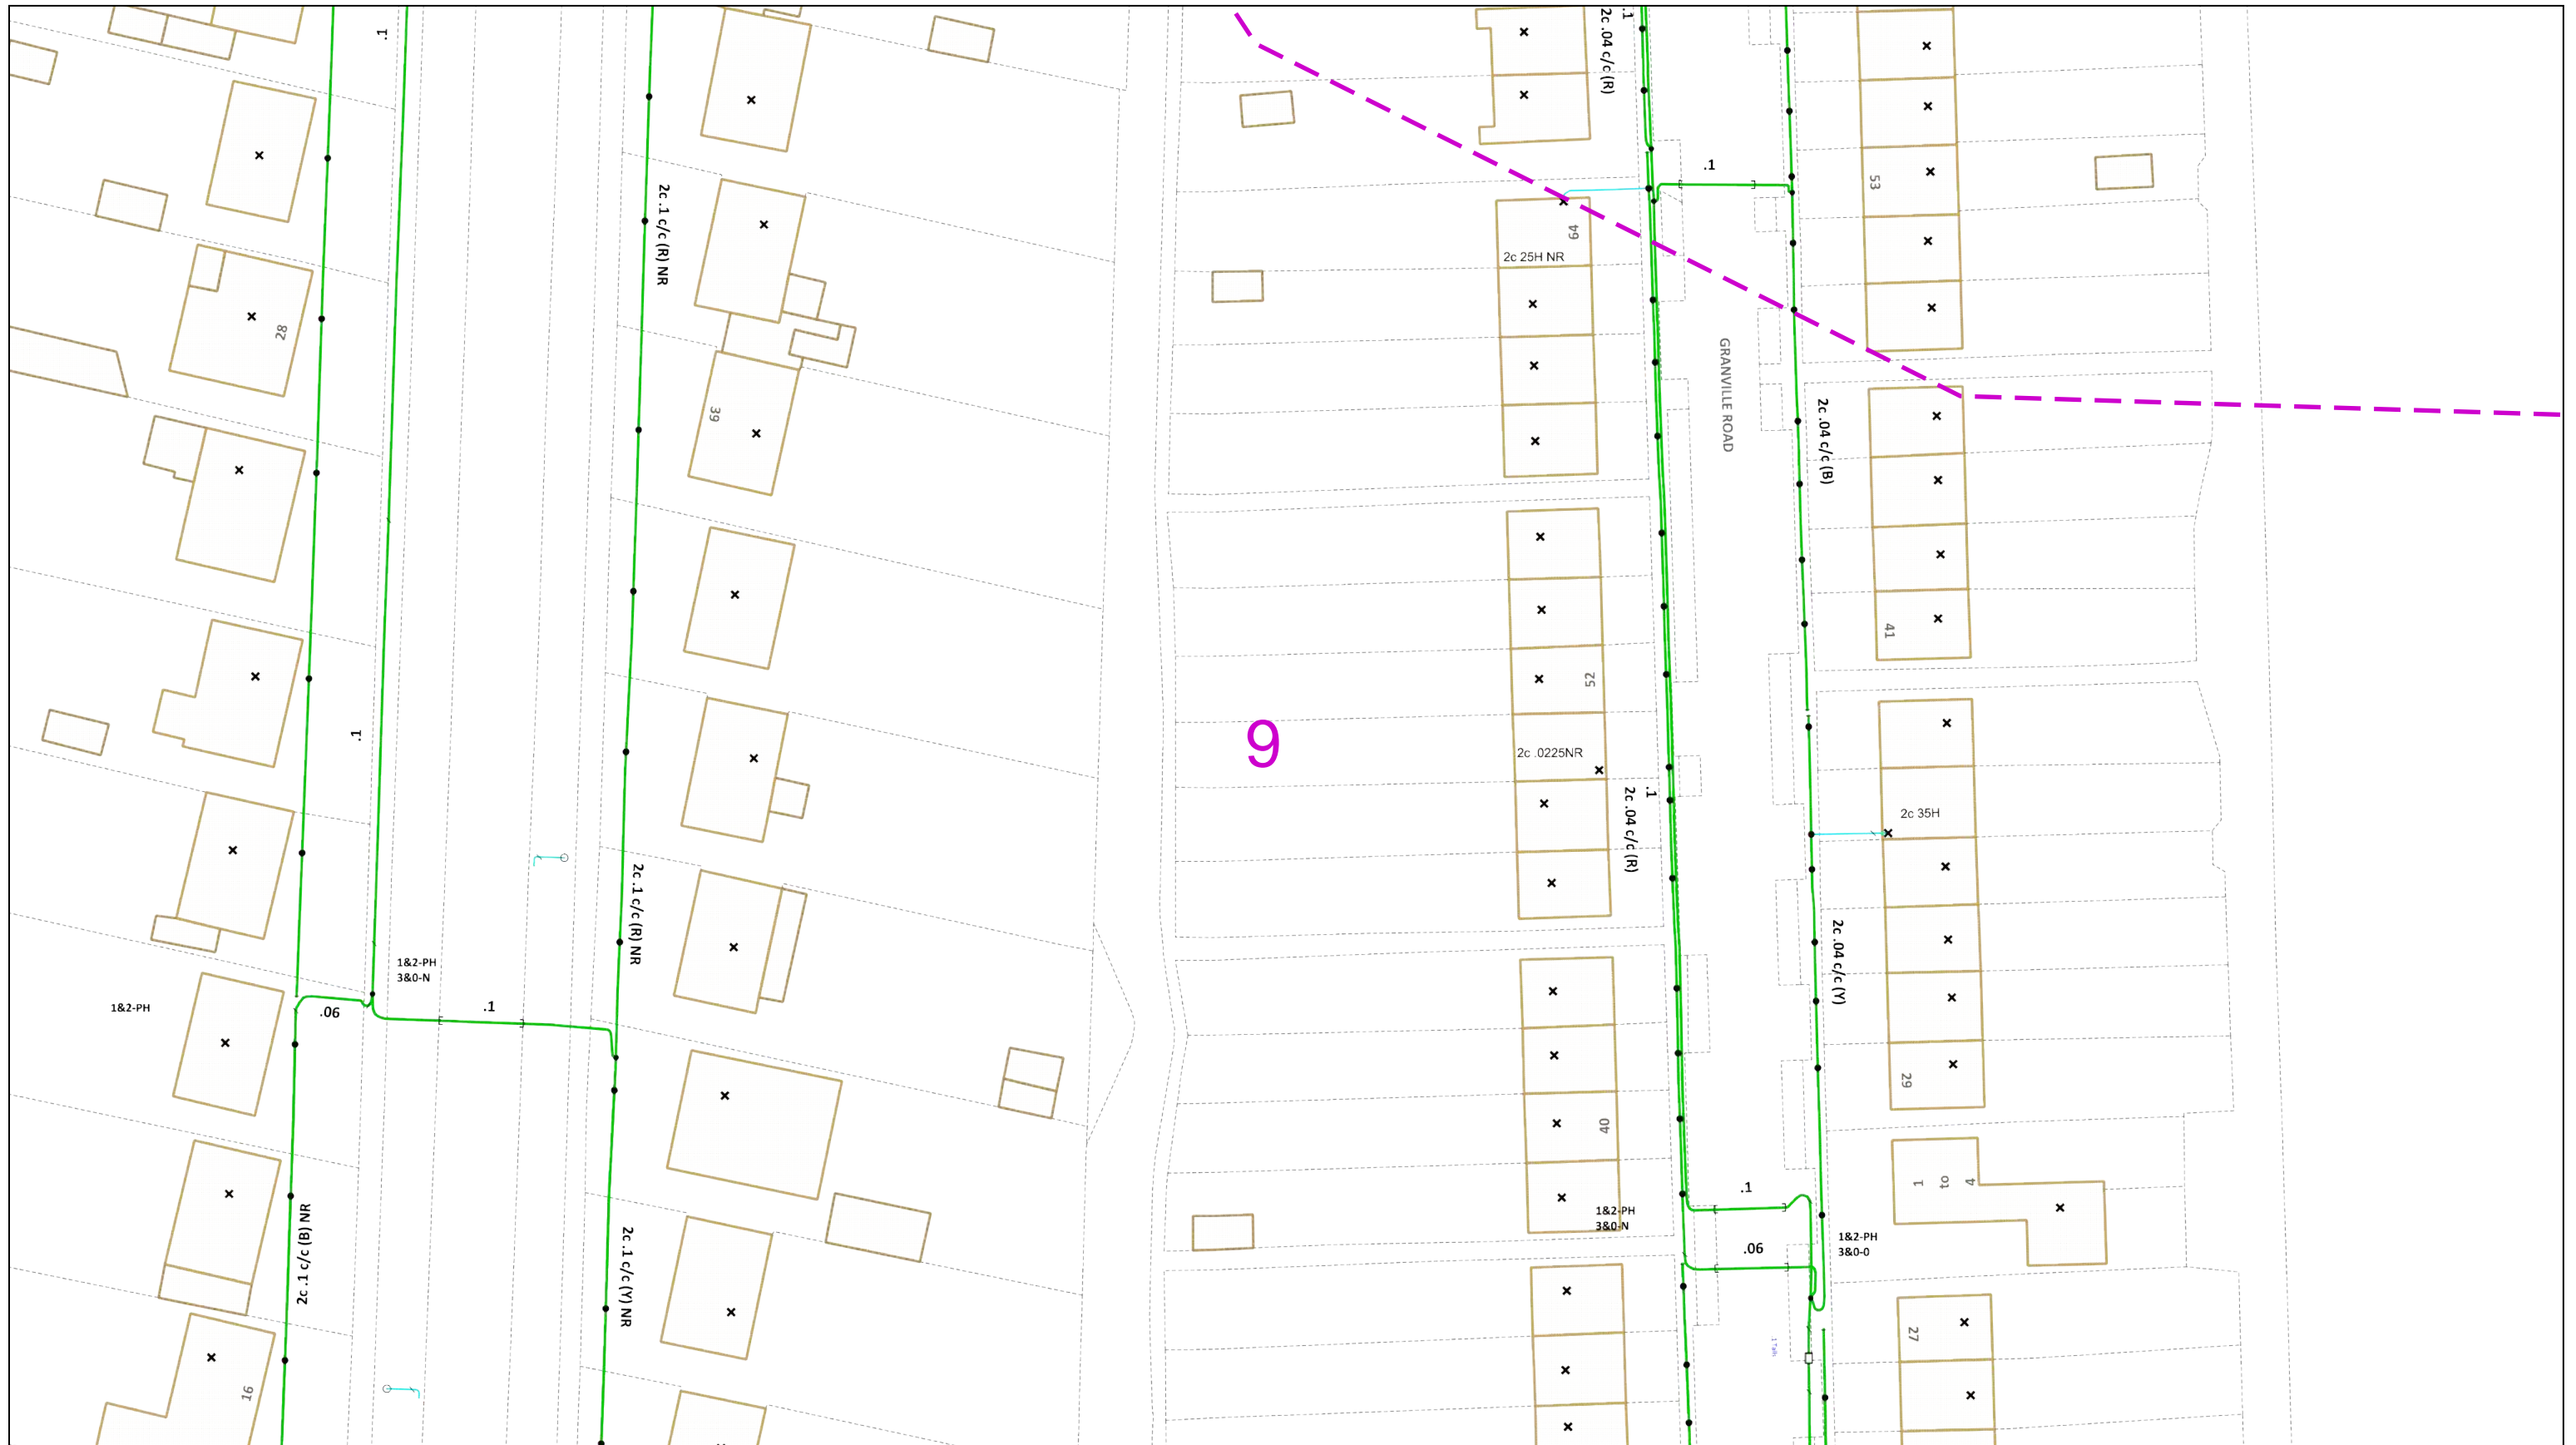 .1
2c .04 c/c (R)
.1
.1
53
2c .1 c/c (R) NR
64
2c 25H NR
28
GRANVILLE ROAD
39
2c .04 c/c (B)
41
52
.1
9
2c .0225NR
.1
2c .04 c/c (R)
2c 35H
2c .1 c/c (R) NR
2c .04 c/c (Y)
1&2-PH
3&0-N
1&2-PH
.06
.1
29
40
1
to
4
.1
2c .1 c/c (B) NR
1&2-PH
3&0-N
2c .1 c/c (Y) NR
.06
1&2-PH
3&0-0
27
16